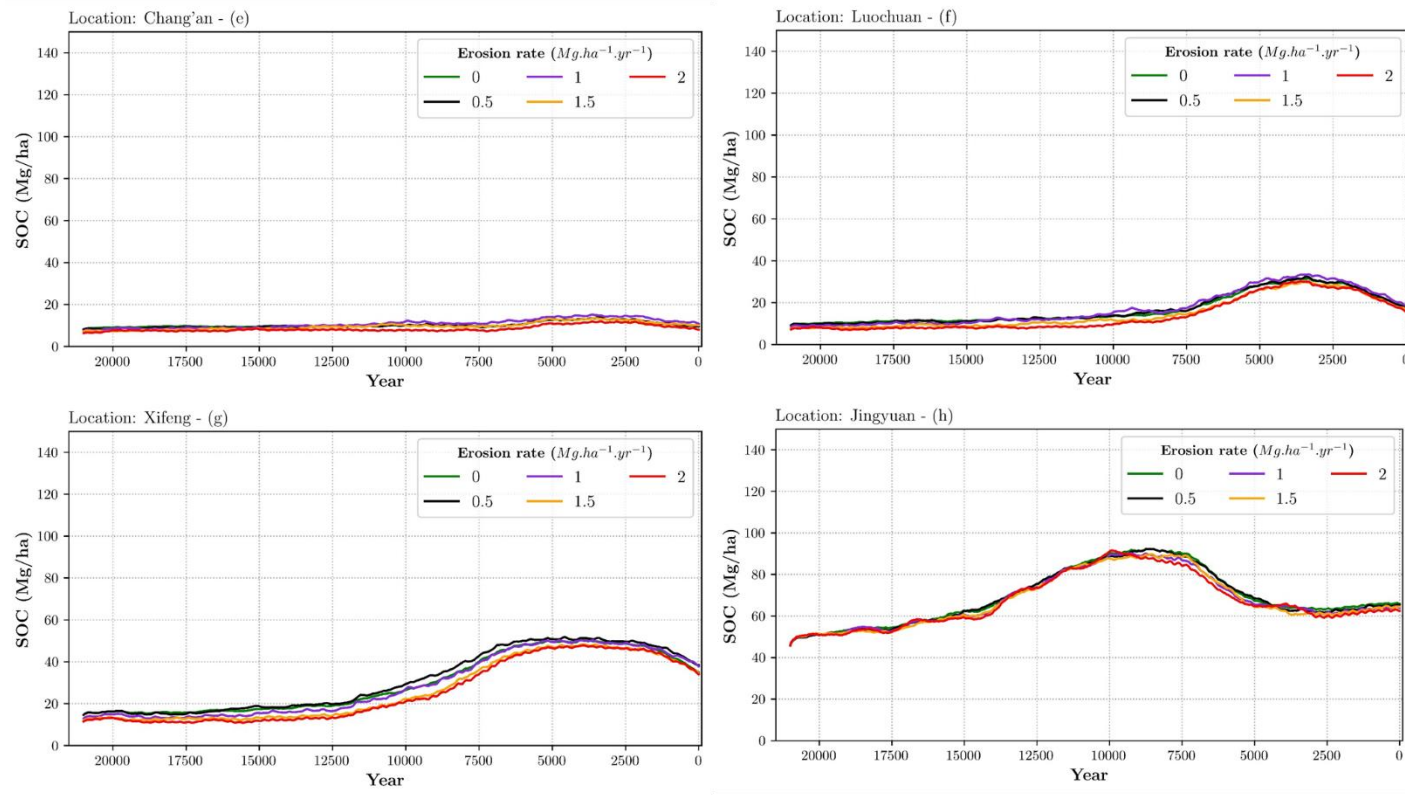 Location: Chang'an - (e)
Erosion rate (Mg.ha⁻¹.yr⁻¹)
0 1 2
0.5 1.5
140
120
100
80
60
40
20
0
SOC (Mg/ha)
20000 17500 15000 12500 10000 7500 5000 2500 0
Year
Location: Luochuan - (f)
Erosion rate (Mg.ha⁻¹.yr⁻¹)
0 1 2
0.5 1.5
140
120
100
80
60
40
20
0
SOC (Mg/ha)
20000 17500 15000 12500 10000 7500 5000 2500 0
Year
Location: Xifeng - (g)
Erosion rate (Mg.ha⁻¹.yr⁻¹)
0 1 2
0.5 1.5
140
120
100
80
60
40
20
0
SOC (Mg/ha)
20000 17500 15000 12500 10000 7500 5000 2500 0
Year
Location: Jingyuan - (h)
Erosion rate (Mg.ha⁻¹.yr⁻¹)
0 1 2
0.5 1.5
140
120
100
80
60
40
20
0
SOC (Mg/ha)
20000 17500 15000 12500 10000 7500 5000 2500 0
Year